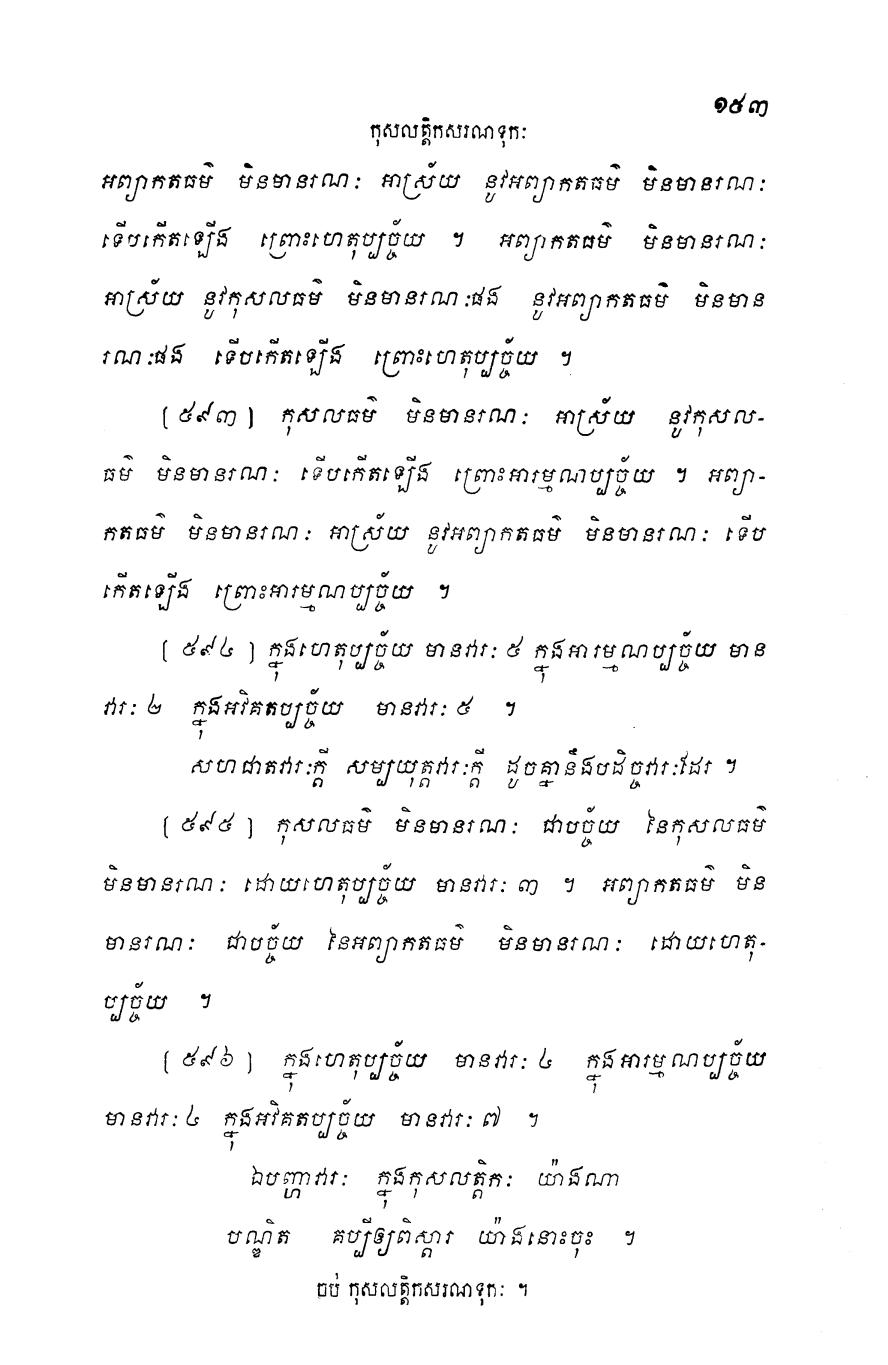 ១៥៣
កុសលត្តិកសរណទុកៈ
អព្យាកតធម៌ មិនមានរណៈ អាស្រ័យ នូវអព្យាកតធម៌ មិនមានរណៈ
ទើបកើតឡើង ព្រោះហេតុប្បច្ច័យ ។ អព្យាកតធម៌ មិនមានរណៈ
អាស្រ័យ នូវកុសលធម៌ មិនមានរណៈផង នូវអព្យាកតធម៌ មិនមាន
រណៈផង ទើបកើតឡើង ព្រោះហេតុប្បច្ច័យ ។
[៥៩៣] កុសលធម៌ មិនមានរណៈ អាស្រ័យ នូវកុសល-
ធម៌ មិនមានរណៈ ទើបកើតឡើង ព្រោះអារម្មណប្បច្ច័យ ។ អព្យា-
កតធម៌ មិនមានរណៈ អាស្រ័យ នូវអព្យាកតធម៌ មិនមានរណៈ ទើប
កើតឡើង ព្រោះអារម្មណប្បច្ច័យ ។
[៥៩៤] ក្នុងហេតុប្បច្ច័យ មានវារៈ ៥ ក្នុងអារម្មណប្បច្ច័យ មាន
វារៈ ២ ក្នុងអវិគតប្បច្ច័យ មានវារៈ ៥ ។
សហជាតវារៈក្តី សម្បយុត្តវារៈក្តី ដូចគ្នានឹងបដិច្ចវារៈដែរ ។
[៥៩៥] កុសលធម៌ មិនមានរណៈ ជាបច្ច័យ នៃកុសលធម៌
មិនមានរណៈ ដោយហេតុប្បច្ច័យ មានវារៈ ៣ ។ អព្យាកតធម៌ មិន
មានរណៈ ជាបច្ច័យ នៃអព្យាកតធម៌ មិនមានរណៈ ដោយហេតុ-
ប្បច្ច័យ ។
[៥៩៦] ក្នុងហេតុប្បច្ច័យ មានវារៈ ៤ ក្នុងអារម្មណប្បច្ច័យ
មានវារៈ ៤ ក្នុងអវិគតប្បច្ច័យ មានវារៈ ៧ ។
ឯបញ្ហាវារៈ ក្នុងកុសលត្តិកៈ យ៉ាងណា
បណ្ឌិត គប្បីឲ្យពិស្តារ យ៉ាងនោះចុះ ។
ចប់ កុសលត្តិកសរណទុកៈ ។